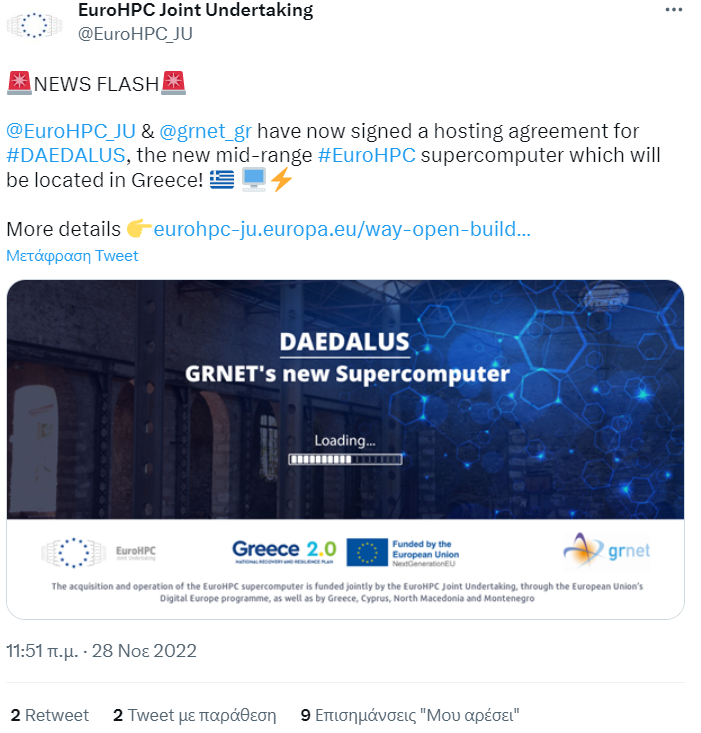 EuroHPC Joint Undertaking
@EuroHPC_JU
🚨NEWS FLASH🚨
@EuroHPC_JU & @grnet_gr have now signed a hosting agreement for
#DAEDALUS, the new mid-range #EuroHPC supercomputer which will
be located in Greece! 🇬🇷 🖥️⚡
More details 👉eurohpc-ju.europa.eu/way-open-build...
Μετάφραση Tweet
DAEDALUS
GRNET's new Supercomputer
Loading...
EuroHPC
Joint Undertaking
Greece 2.0
NATIONAL RECOVERY AND RESILIENCE PLAN
Funded by the
European Union
NextGenerationEU
grnet
The acquisition and operation of the EuroHPC supercomputer is funded jointly by the EuroHPC Joint Undertaking, through the European Union's
Digital Europe programme, as well as by Greece, Cyprus, North Macedonia and Montenegro
11:51 π.μ. · 28 Νοε 2022
2 Retweet 2 Tweet με παράθεση 9 Επισημάνσεις "Μου αρέσει"